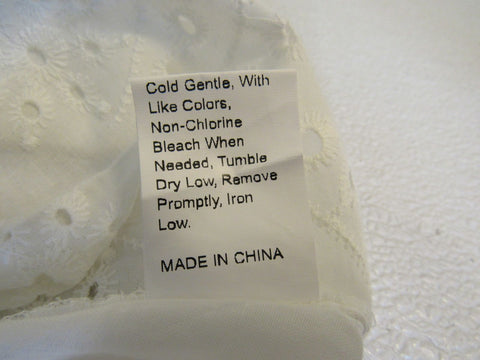 Cold Gentle, With
Like Colors,
Non-Chlorine
Bleach When
Needed, Tumble
Dry Low, Remove
Promptly, Iron
Low.
MADE IN CHINA